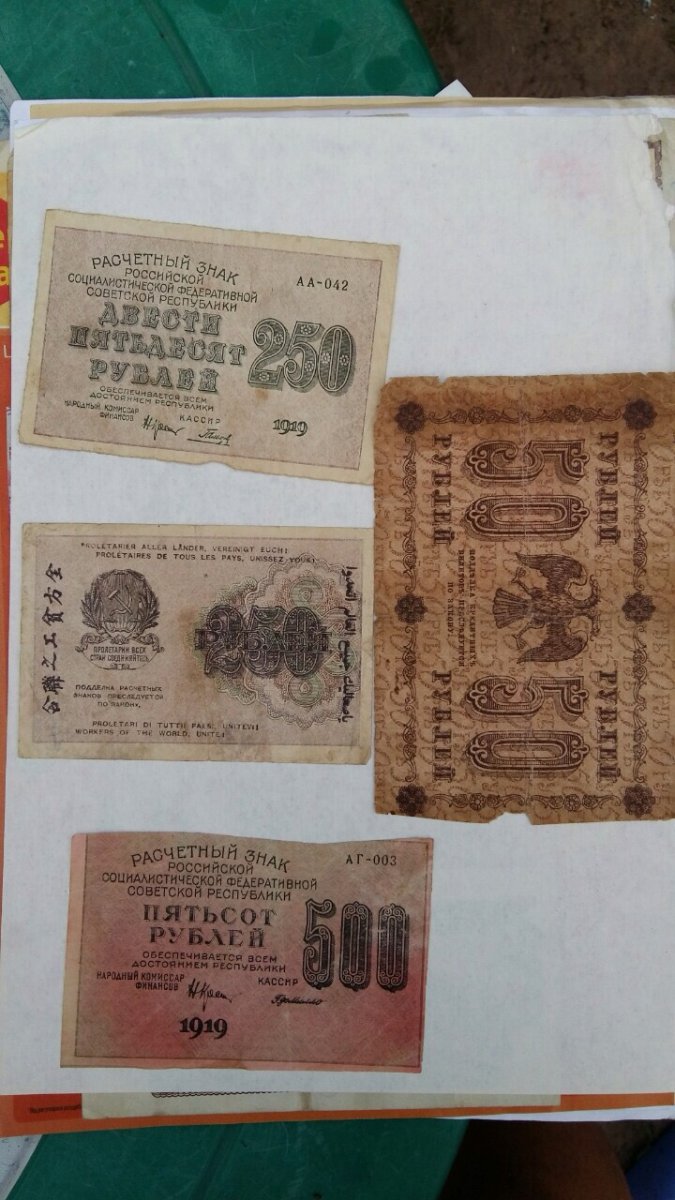 РАСЧЕТНЫЙ ЗНАК
РОССИЙСКОЙ
СОЦИАЛИСТИЧЕСКОЙ ФЕДЕРАТИВНОЙ
СОВЕТСКОЙ РЕСПУБЛИКИ
АА-042
ДВЕСТИ
ПЯТЬДЕСЯТ
РУБЛЕЙ
250
ОБЕСПЕЧИВАЕТСЯ ВСЕМ
ДОСТОЯНИЕМ РЕСПУБЛИКИ
НАРОДНЫЙ КОМИССАР
ФИНАНСОВ
КАССИР
1919
PROLETARIER ALLER LÄNDER, VEREINIGT EUCH!
PROLÉTAIRES DE TOUS LES PAYS, UNISSEZ-VOUS!
250
РУБЛЕЙ
ПРОЛЕТАРИИ ВСЕХ
СТРАН СОЕДИНЯЙТЕСЬ
ПОДДЕЛКА РАСЧЕТНЫХ
ЗНАКОВ ПРЕСЛЕДУЕТСЯ
ПО ЗАКОНУ.
PROLETARI DI TUTTI PAESI, UNITEVI!
WORKERS OF THE WORLD, UNITE!
РУБЛЕЙ РУБЛЕЙ
50 50
ПО ЗАКОНУ.
РУБЛЕЙ РУБЛЕЙ
РАСЧЕТНЫЙ ЗНАК
РОССИЙСКОЙ
СОЦИАЛИСТИЧЕСКОЙ ФЕДЕРАТИВНОЙ
СОВЕТСКОЙ РЕСПУБЛИКИ
АГ-003
ПЯТЬСОТ
РУБЛЕЙ
500
ОБЕСПЕЧИВАЕТСЯ ВСЕМ
ДОСТОЯНИЕМ РЕСПУБЛИКИ
НАРОДНЫЙ КОМИССАР
ФИНАНСОВ
КАССИР
1919